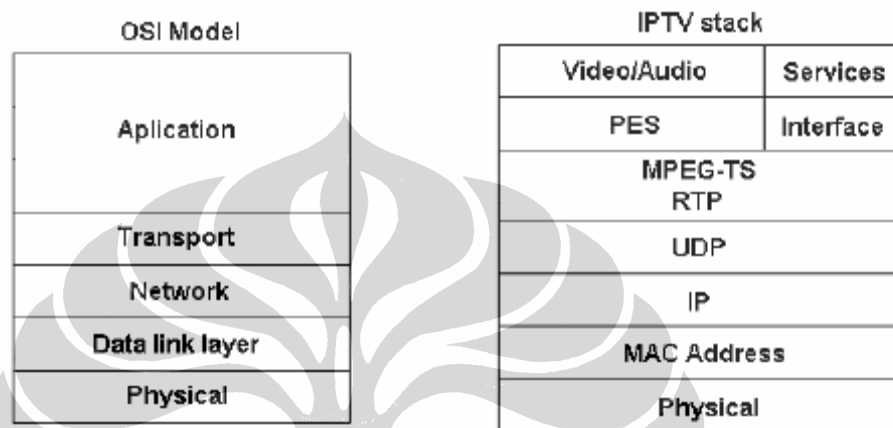 OSI Model
Aplication
Transport
Network
Data link layer
Physical
IPTV stack
Video/Audio
Services
PES
Interface
MPEG-TS
RTP
UDP
IP
MAC Address
Physical